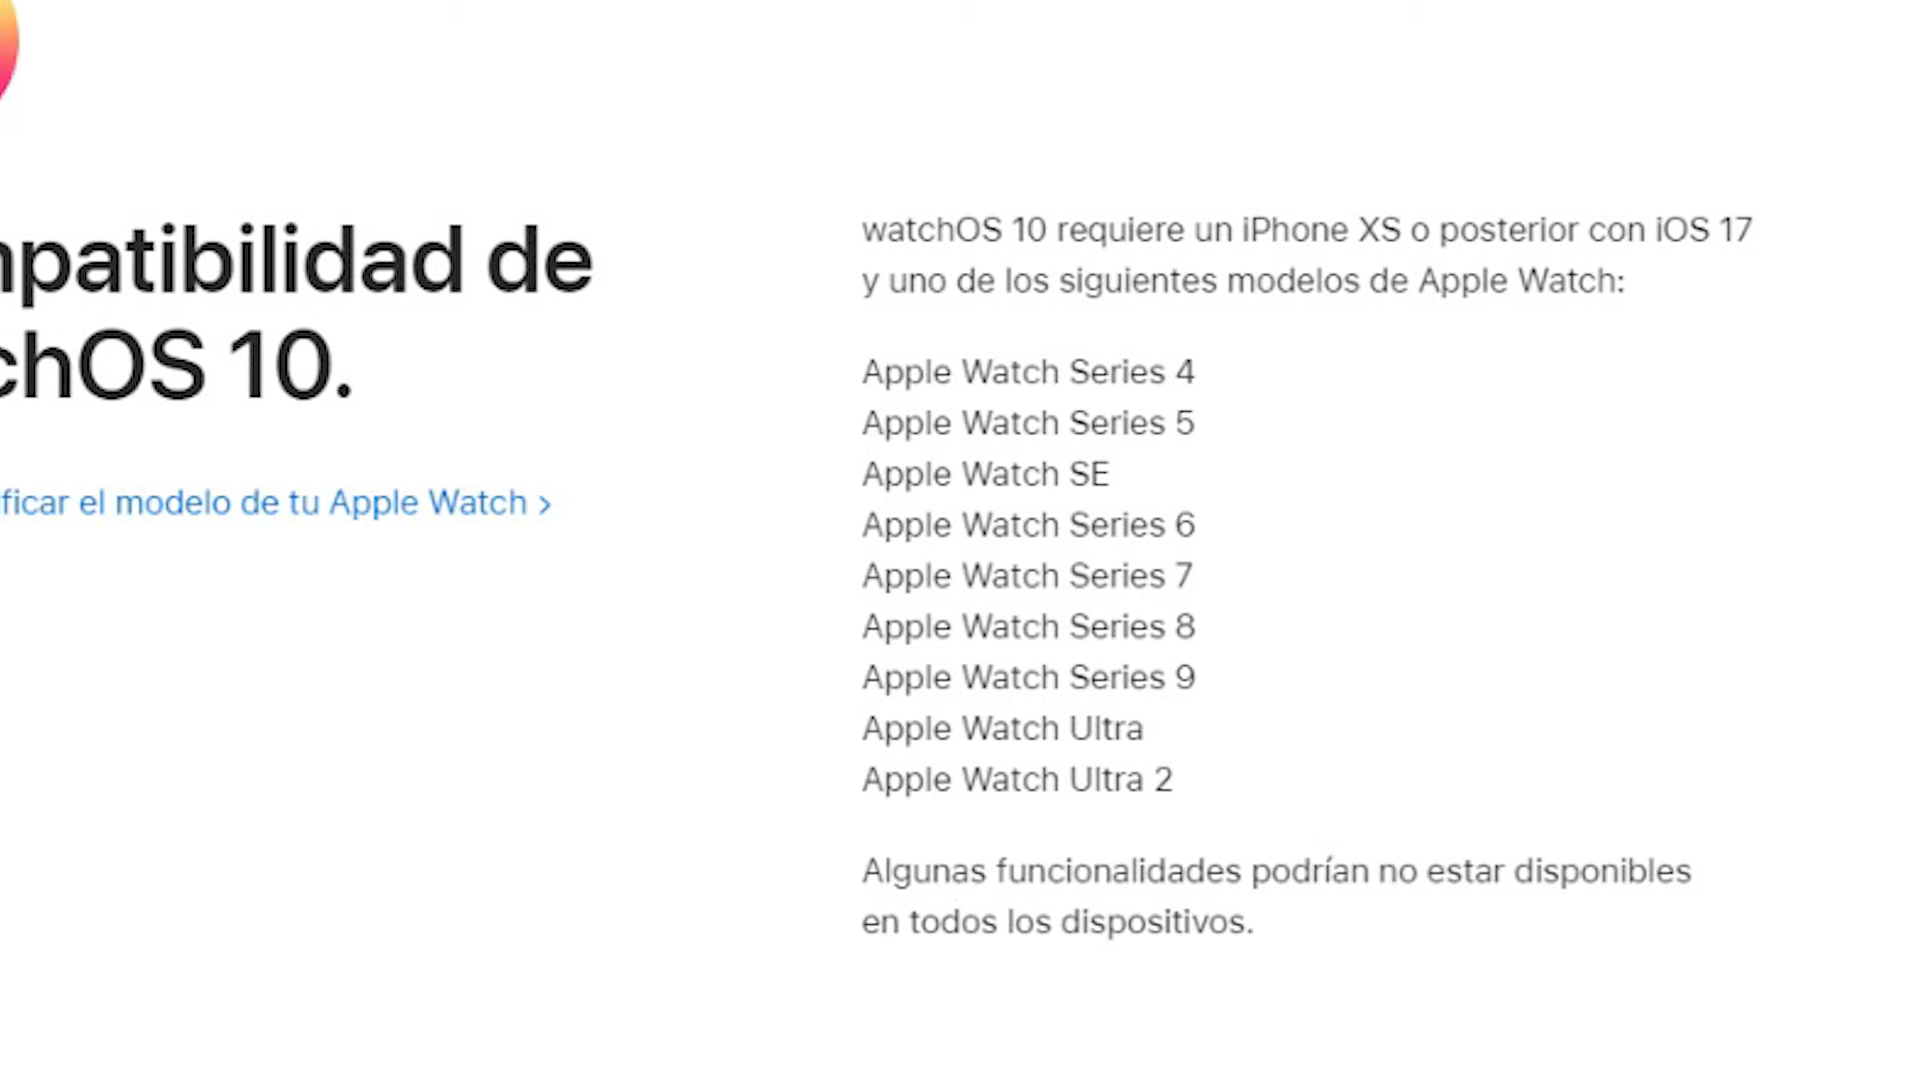 mpatibilidad de
chOS 10.
ficar el modelo de tu Apple Watch >
watchOS 10 requiere un iPhone XS o posterior con iOS 17
y uno de los siguientes modelos de Apple Watch:
Apple Watch Series 4
Apple Watch Series 5
Apple Watch SE
Apple Watch Series 6
Apple Watch Series 7
Apple Watch Series 8
Apple Watch Series 9
Apple Watch Ultra
Apple Watch Ultra 2
Algunas funcionalidades podrían no estar disponibles
en todos los dispositivos.